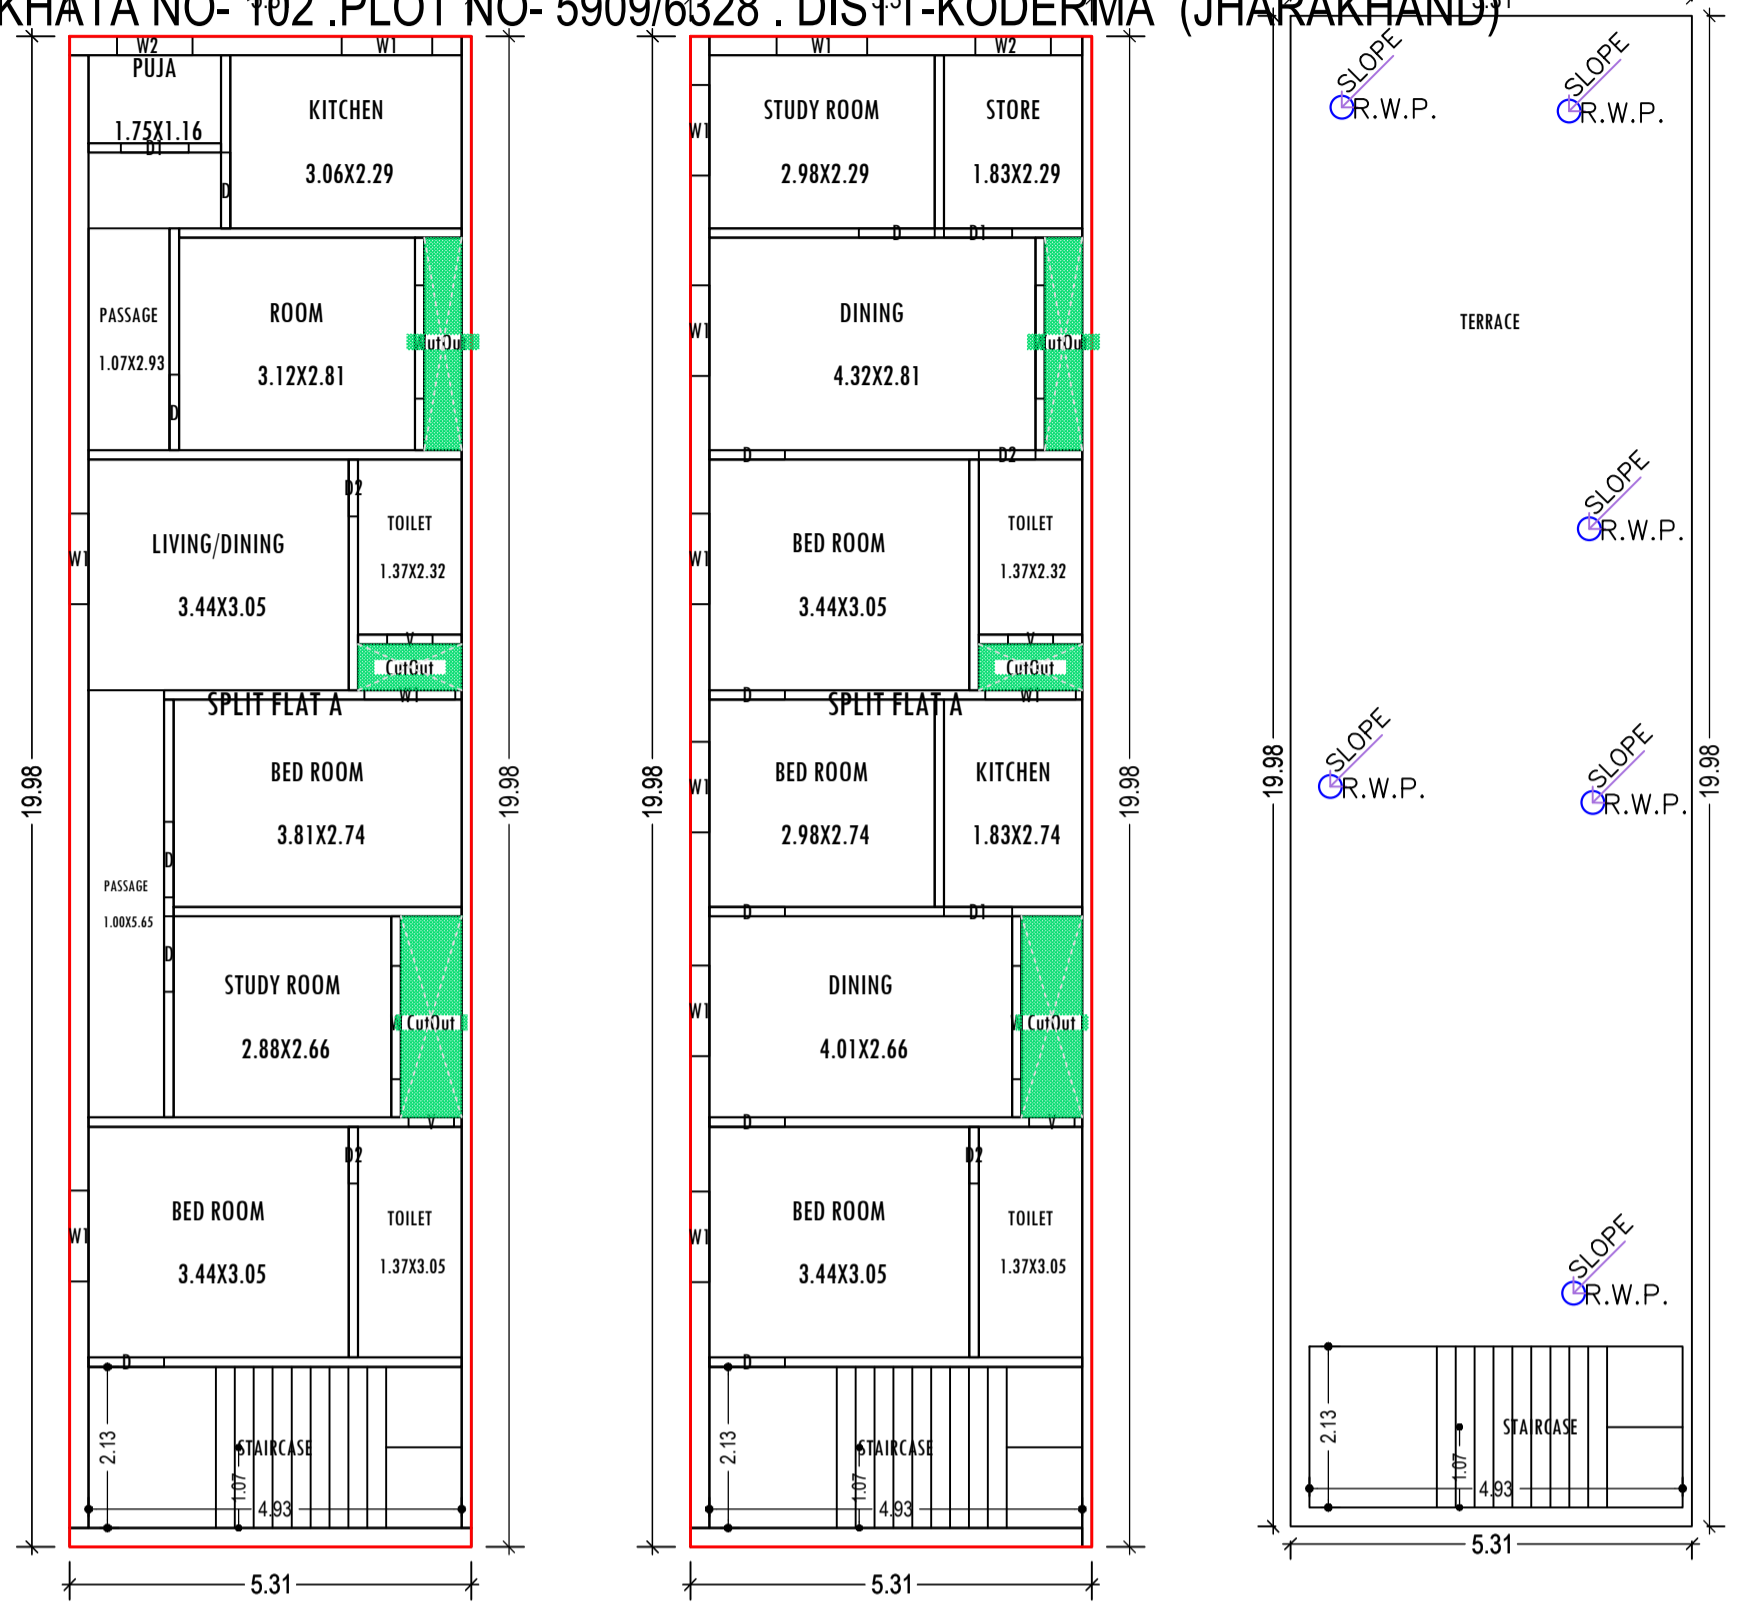 KHATA NO- 102 .PLOT NO- 5909/6328 . DISTT-KODERMA (JHARAKHAND)
W2
W1
PUJA
1.75X1.16
D1
KITCHEN
3.06X2.29
D
PASSAGE
1.07X2.93
D
ROOM
3.12X2.81
LIVING/DINING
3.44X3.05
W1
D2
TOILET
1.37X2.32
V
CutOut
W1
SPLIT FLAT A
BED ROOM
3.81X2.74
D
PASSAGE
1.00X5.65
D
STUDY ROOM
2.88X2.66
CutOut
V
BED ROOM
3.44X3.05
W1
D2
TOILET
1.37X3.05
D
2.13
STAIRCASE
1.07
4.93
19.98
19.98
5.31
W1
W2
STUDY ROOM
2.98X2.29
W1
STORE
1.83X2.29
D
D1
DINING
4.32X2.81
W1
D
D2
BED ROOM
3.44X3.05
W1
TOILET
1.37X2.32
V
CutOut
D
W1
SPLIT FLAT A
BED ROOM
2.98X2.74
W1
KITCHEN
1.83X2.74
D
D1
DINING
4.01X2.66
W1
CutOut
D
V
BED ROOM
3.44X3.05
W1
D2
TOILET
1.37X3.05
D
2.13
STAIRCASE
1.07
4.93
19.98
19.98
5.31
SLOPE
R.W.P.
SLOPE
R.W.P.
TERRACE
SLOPE
R.W.P.
SLOPE
R.W.P.
SLOPE
R.W.P.
SLOPE
R.W.P.
2.13
STAIRCASE
1.07
4.93
19.98
19.98
5.31